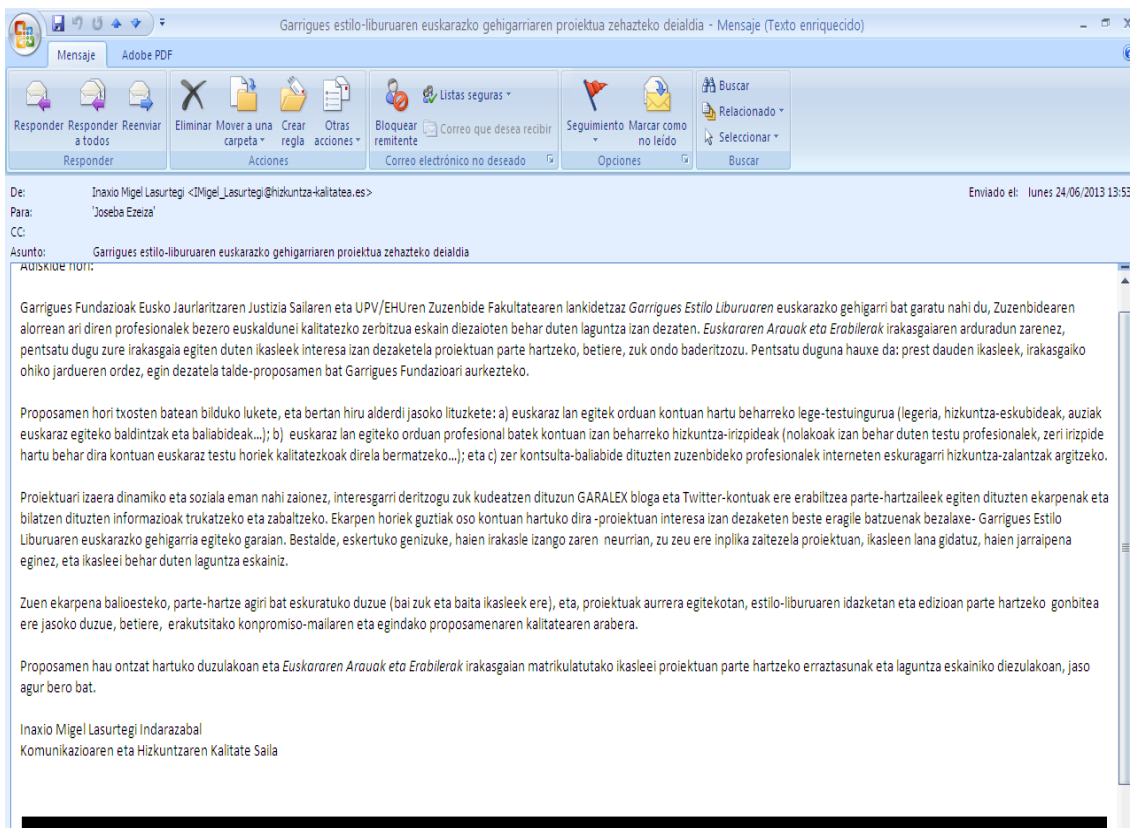 Garrigues estilo-liburuaren euskarazko gehigarriaren proiektua zehazteko deialdia - Mensaje (Texto enriquecido)
Mensaje Adobe PDF
Responder Responder a todos Reenviar
Eliminar Mover a una carpeta Crear regla Otras acciones
Bloquear remitente Listas seguras Correo que desea recibir
Seguimiento Marcar como no leído
Buscar Relacionado Seleccionar
Responder Acciones Correo electrónico no deseado Opciones Buscar
De: Inaxio Migel Lasurtegi <IMigel_Lasurtegi@hizkuntza-kalitatea.es> Enviado el: lunes 24/06/2013 13:53
Para: 'Joseba Ezeiza'
CC:
Asunto: Garrigues estilo-liburuaren euskarazko gehigarriaren proiektua zehazteko deialdia
Adiskide hori:
Garrigues Fundazioak Eusko Jaurlaritzaren Justizia Sailaren eta UPV/EHUren Zuzenbide Fakultatearen lankidetzaz Garrigues Estilo Liburuaren euskarazko gehigarri bat garatu nahi du, Zuzenbidearen
alorrean ari diren profesionalek bezero euskaldunei kalitatezko zerbitzua eskain diezaioten behar duten laguntza izan dezaten. Euskararen Arauak eta Erabilerak irakasgaiaren arduradun zarenez,
pentsatu dugu zure irakasgaia egiten duten ikasleek interesa izan dezaketela proiektuan parte hartzeko, betiere, zuk ondo baderitzozu. Pentsatu duguna hauxe da: prest dauden ikasleek, irakasgaiko
ohiko jardueren ordez, egin dezatela talde-proposamen bat Garrigues Fundazioari aurkezteko.
Proposamen hori txosten batean bilduko lukete, eta bertan hiru alderdi jasoko lituzkete: a) euskaraz lan egitek orduan kontuan hartu beharreko lege-testuingurua (legeria, hizkuntza-eskubideak, auziak
euskaraz egiteko baldintzak eta baliabideak...); b) euskaraz lan egiteko orduan profesional batek kontuan izan beharreko hizkuntza-irizpideak (nolakoak izan behar duten testu profesionalek, zeri irizpide
hartu behar dira kontuan euskaraz testu horiek kalitatezkoak direla bermatzeko...); eta c) zer kontsulta-baliabide dituzten zuzenbideko profesionalek interneten eskuragarri hizkuntza-zalantzak argitzeko.
Proiektuari izaera dinamiko eta soziala eman nahi zaionez, interesgarri deritzogu zuk kudeatzen dituzun GARALEX bloga eta Twitter-kontuak ere erabiltzea parte-hartzaileek egiten dituzten ekarpenak eta
bilatzen dituzten informazioak trukatzeko eta zabaltzeko. Ekarpen horiek guztiak oso kontuan hartuko dira -proiektuan interesa izan dezaketen beste eragile batzuenak bezalaxe- Garrigues Estilo
Liburuaren euskarazko gehigarria egiteko garaian. Bestalde, eskertuko genizuke, haien irakasle izango zaren neurrian, zu zeu ere inplika zaitezela proiektuan, ikasleen lana gidatuz, haien jarraipena
eginez, eta ikasleei behar duten laguntza eskainiz.
Zuen ekarpena balioesteko, parte-hartze agiri bat eskuratuko duzue (bai zuk eta baita ikasleek ere), eta, proiektuak aurrera egitekotan, estilo-liburuaren idazketan eta edizioan parte hartzeko gonbitea
ere jasoko duzue, betiere, erakutsitako konpromiso-mailaren eta egindako proposamenaren kalitatearen arabera.
Proposamen hau ontzat hartuko duzulakoan eta Euskararen Arauak eta Erabilerak irakasgaian matrikulatutako ikasleei proiektuan parte hartzeko erraztasunak eta laguntza eskainiko diezulakoan, jaso
agur bero bat.
Inaxio Migel Lasurtegi Indarazabal
Komunikazioaren eta Hizkuntzaren Kalitate Saila